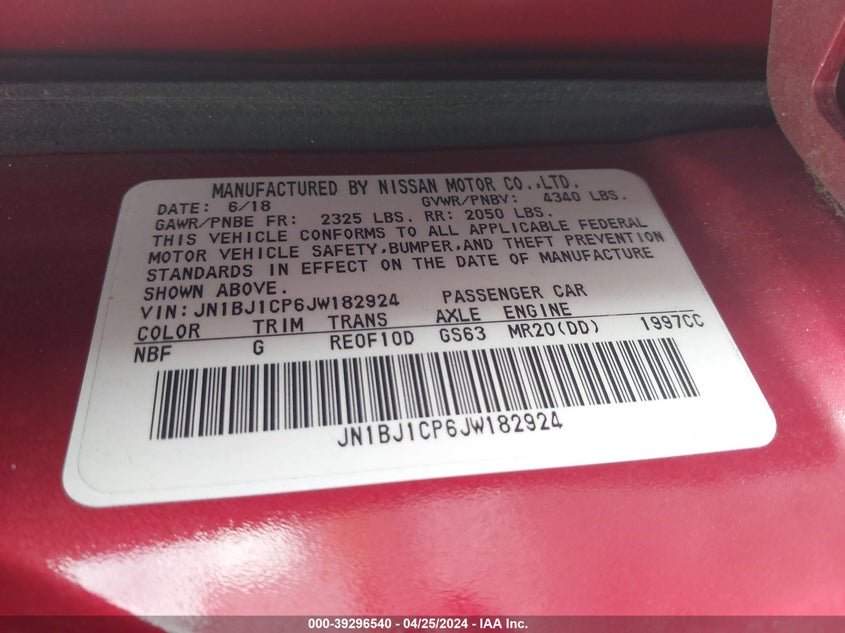 MANUFACTURED BY NISSAN MOTOR CO.,LTD.
DATE: 6/18 GVWR/PNBV: 4340 LBS.
GAWR/PNBE FR: 2325 LBS. RR: 2050 LBS.
THIS VEHICLE CONFORMS TO ALL APPLICABLE FEDERAL
MOTOR VEHICLE SAFETY,BUMPER,AND THEFT PREVENTION
STANDARDS IN EFFECT ON THE DATE OF MANUFACTURE
SHOWN ABOVE.
VIN: JN1BJ1CP6JW182924 PASSENGER CAR
COLOR TRIM TRANS AXLE ENGINE
NBF G RE0F10D GS63 MR20(DD) 1997CC
JN1BJ1CP6JW182924
000-39296540 - 04/25/2024 - IAA Inc.